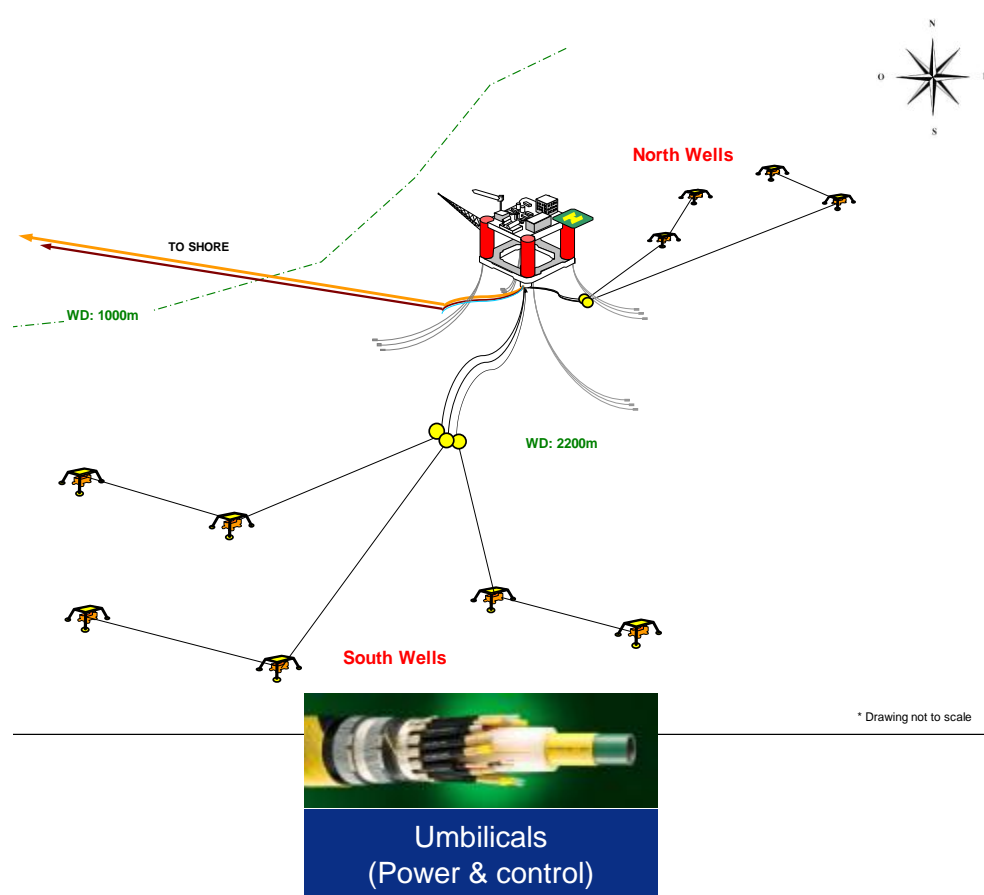 N
O
S
North Wells
TO SHORE
WD: 1000m
WD: 2200m
South Wells
* Drawing not to scale
Umbilicals
(Power & control)